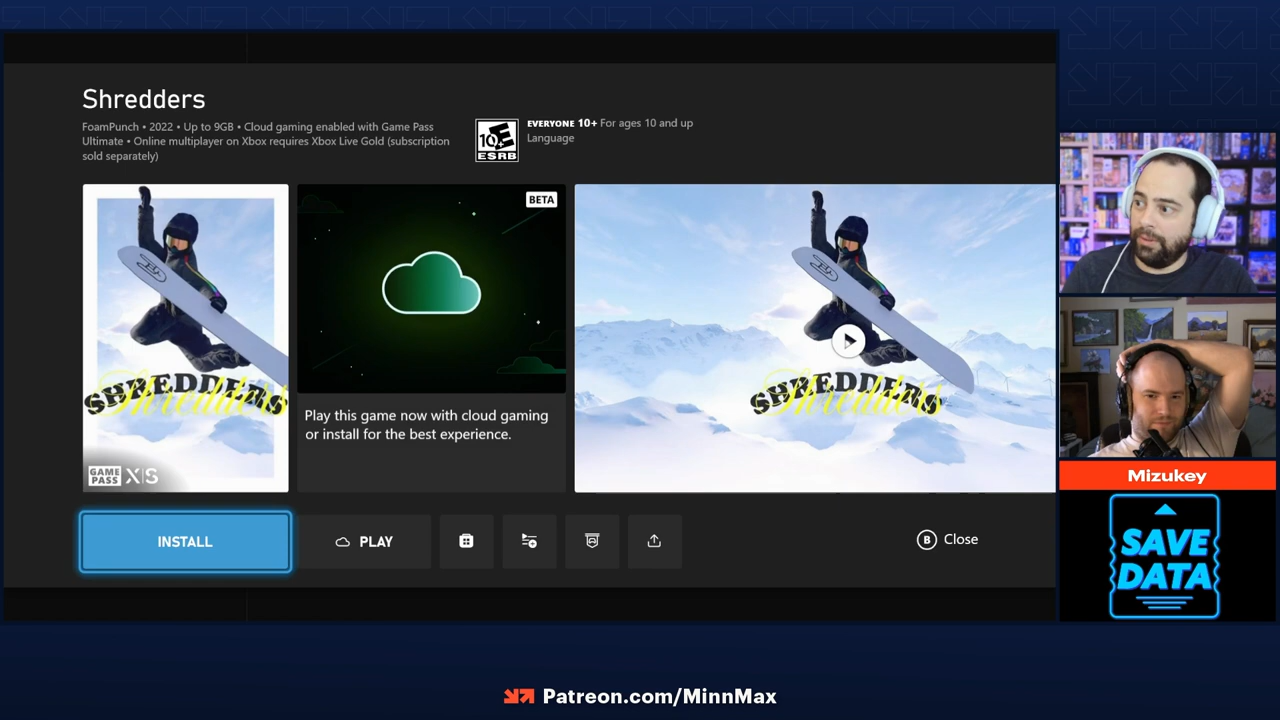 Shredders
FoamPunch • 2022 • Up to 9GB • Cloud gaming enabled with Game Pass
Ultimate • Online multiplayer on Xbox requires Xbox Live Gold (subscription
sold separately)
10+
ESRB
EVERYONE 10+ For ages 10 and up
Language
SHREDDERS
Shredders
GAME
PASS X|S
BETA
Play this game now with cloud gaming
or install for the best experience.
SHREDDERS
Shredders
INSTALL
PLAY
B Close
Mizukey
SAVE
DATA
Patreon.com/MinnMax